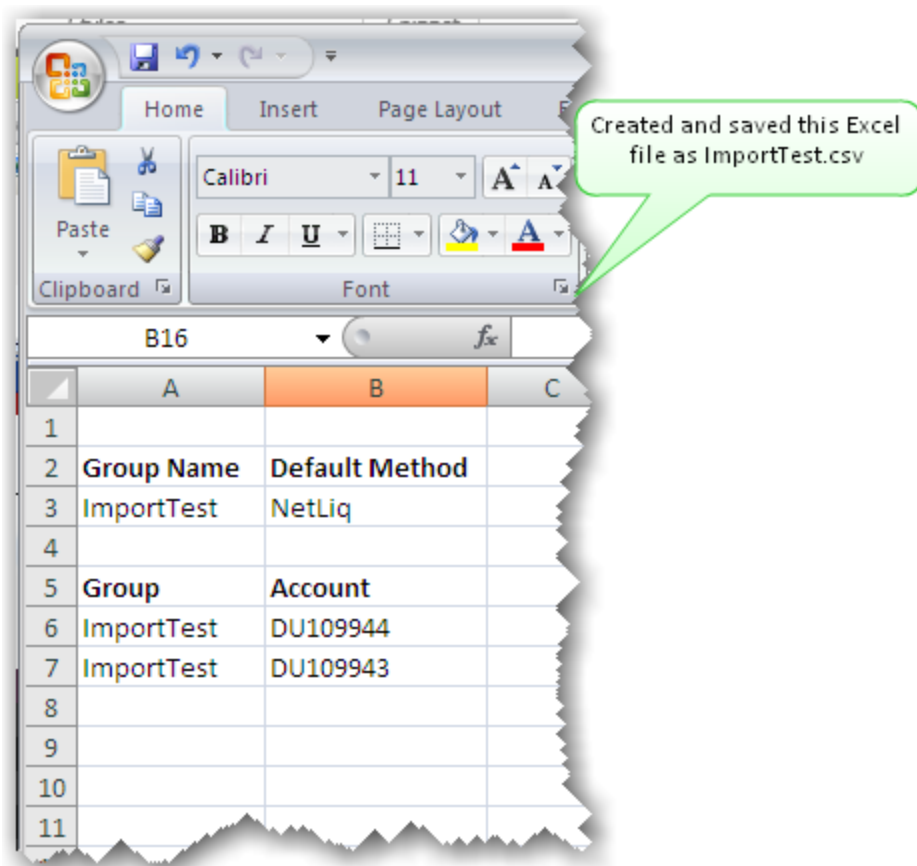 Home Insert Page Layout
Created and saved this Excel
file as ImportTest.csv
Calibri 11 A A
Paste
B I U A
Clipboard Font
B16 fx
A B C
1
2 Group Name Default Method
3 ImportTest NetLiq
4
5 Group Account
6 ImportTest DU109944
7 ImportTest DU109943
8
9
10
11